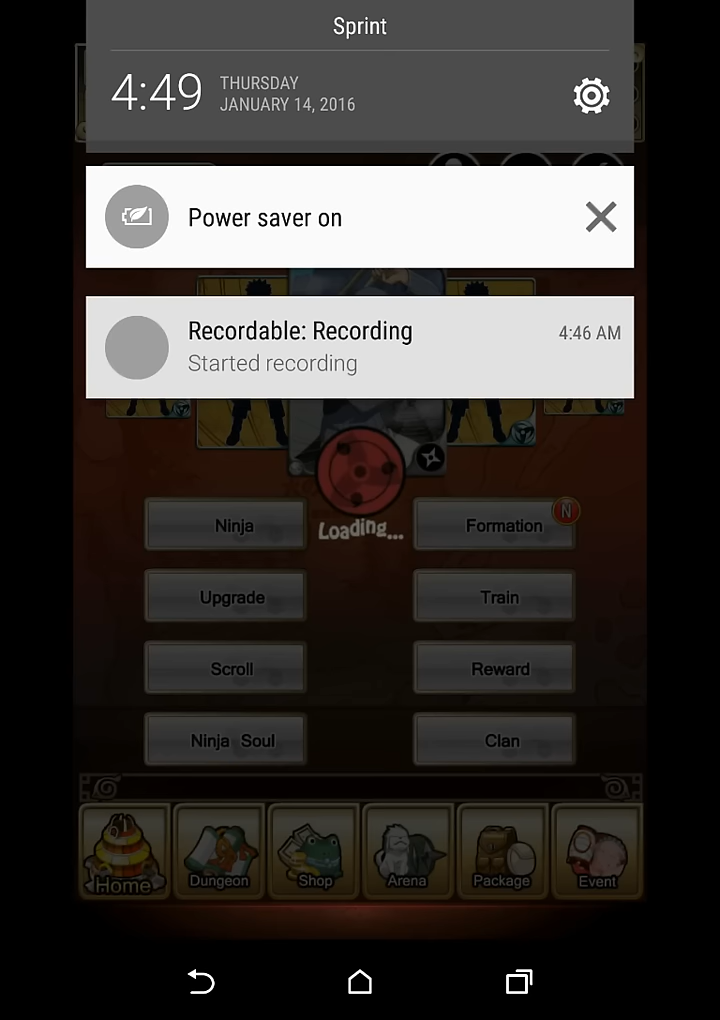 Sprint
4:49
THURSDAY
JANUARY 14, 2016
Power saver on
Recordable: Recording
4:46 AM
Started recording
Loading...
Ninja
Formation
N
Upgrade
Train
Scroll
Reward
Ninja Soul
Clan
Home
Dungeon
Shop
Arena
Package
Event